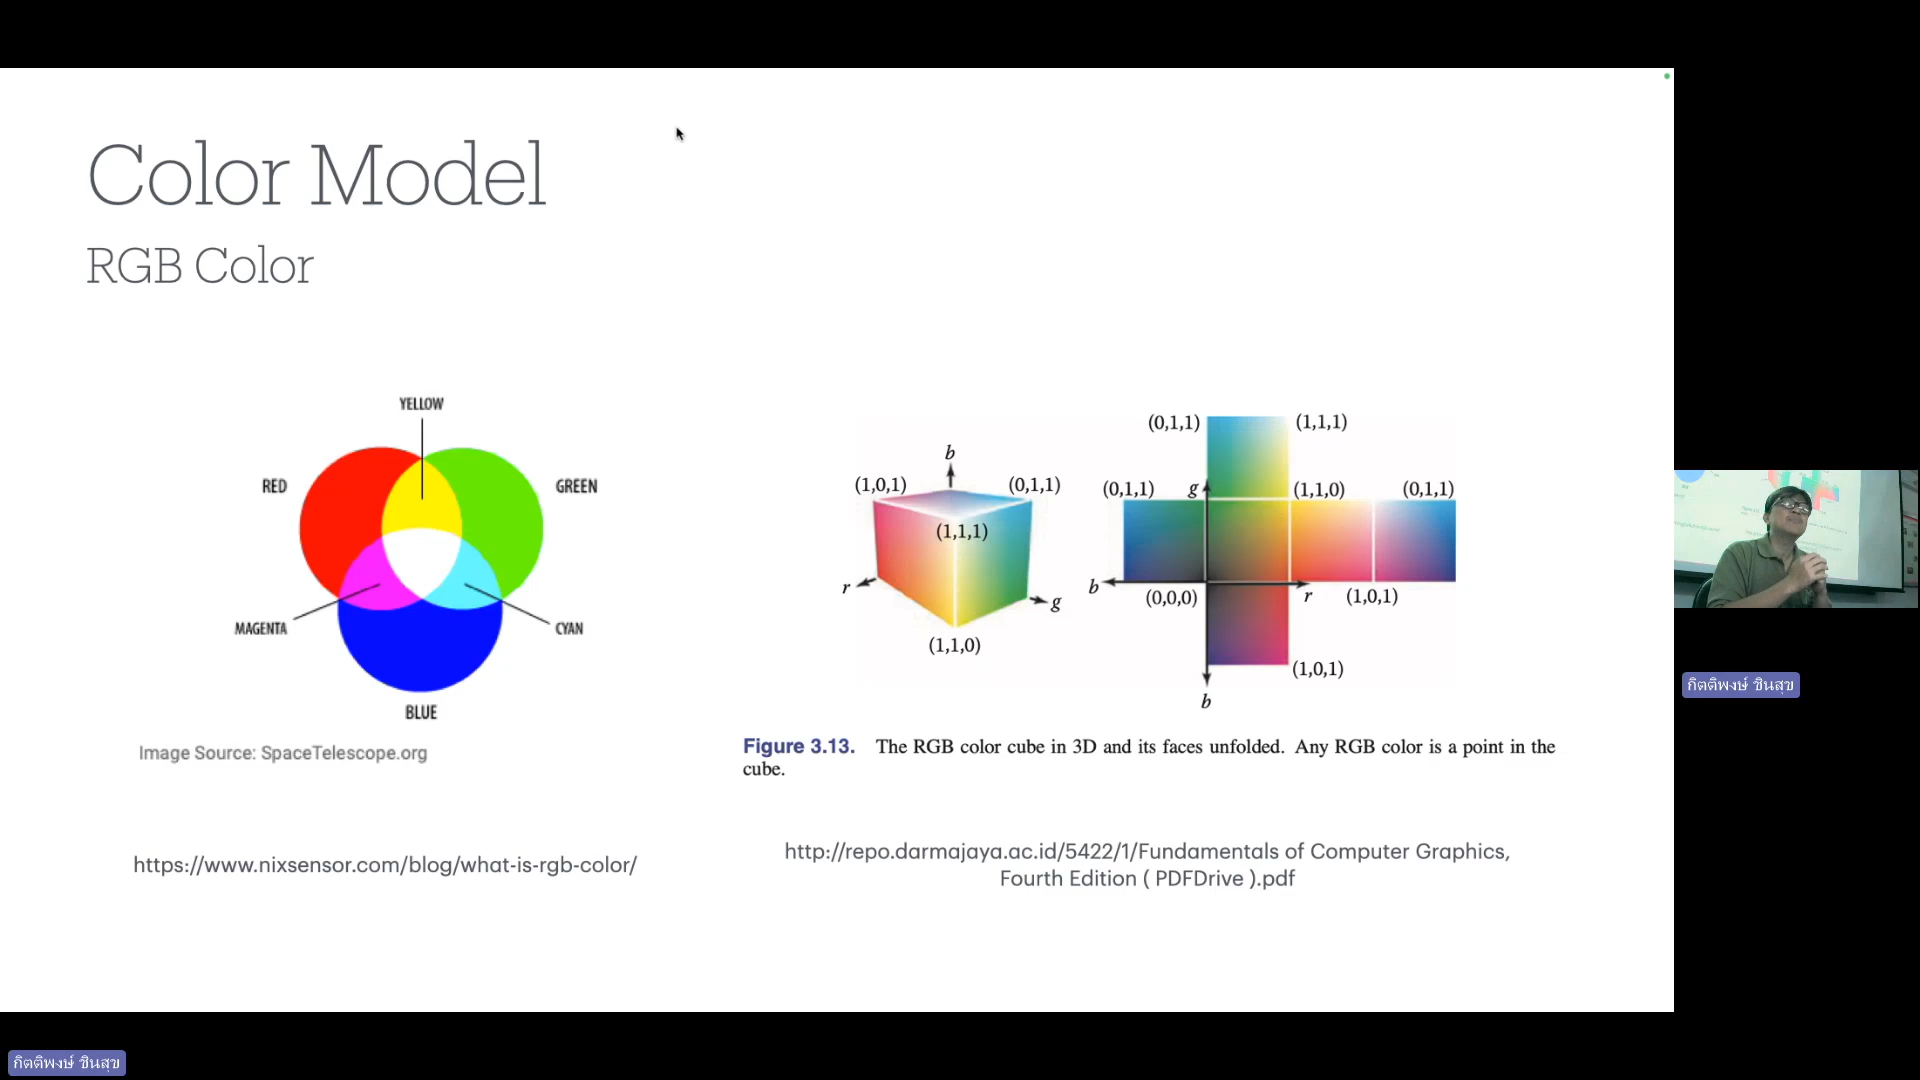 Color Model
RGB Color
YELLOW
RED
GREEN
MAGENTA
CYAN
BLUE
Image Source: SpaceTelescope.org
https://www.nixsensor.com/blog/what-is-rgb-color/
b
(1,0,1)
(0,1,1)
(1,1,1)
r
g
(1,1,0)
(0,1,1)
(1,1,1)
(0,1,1)
g
(1,1,0)
(0,1,1)
b
(0,0,0)
r
(1,0,1)
(1,0,1)
b
Figure 3.13. The RGB color cube in 3D and its faces unfolded. Any RGB color is a point in the
cube.
http://repo.darmajaya.ac.id/5422/1/Fundamentals of Computer Graphics,
Fourth Edition ( PDFDrive ).pdf
กิตติพงษ์ ชินสุข
กิตติพงษ์ ชินสุข